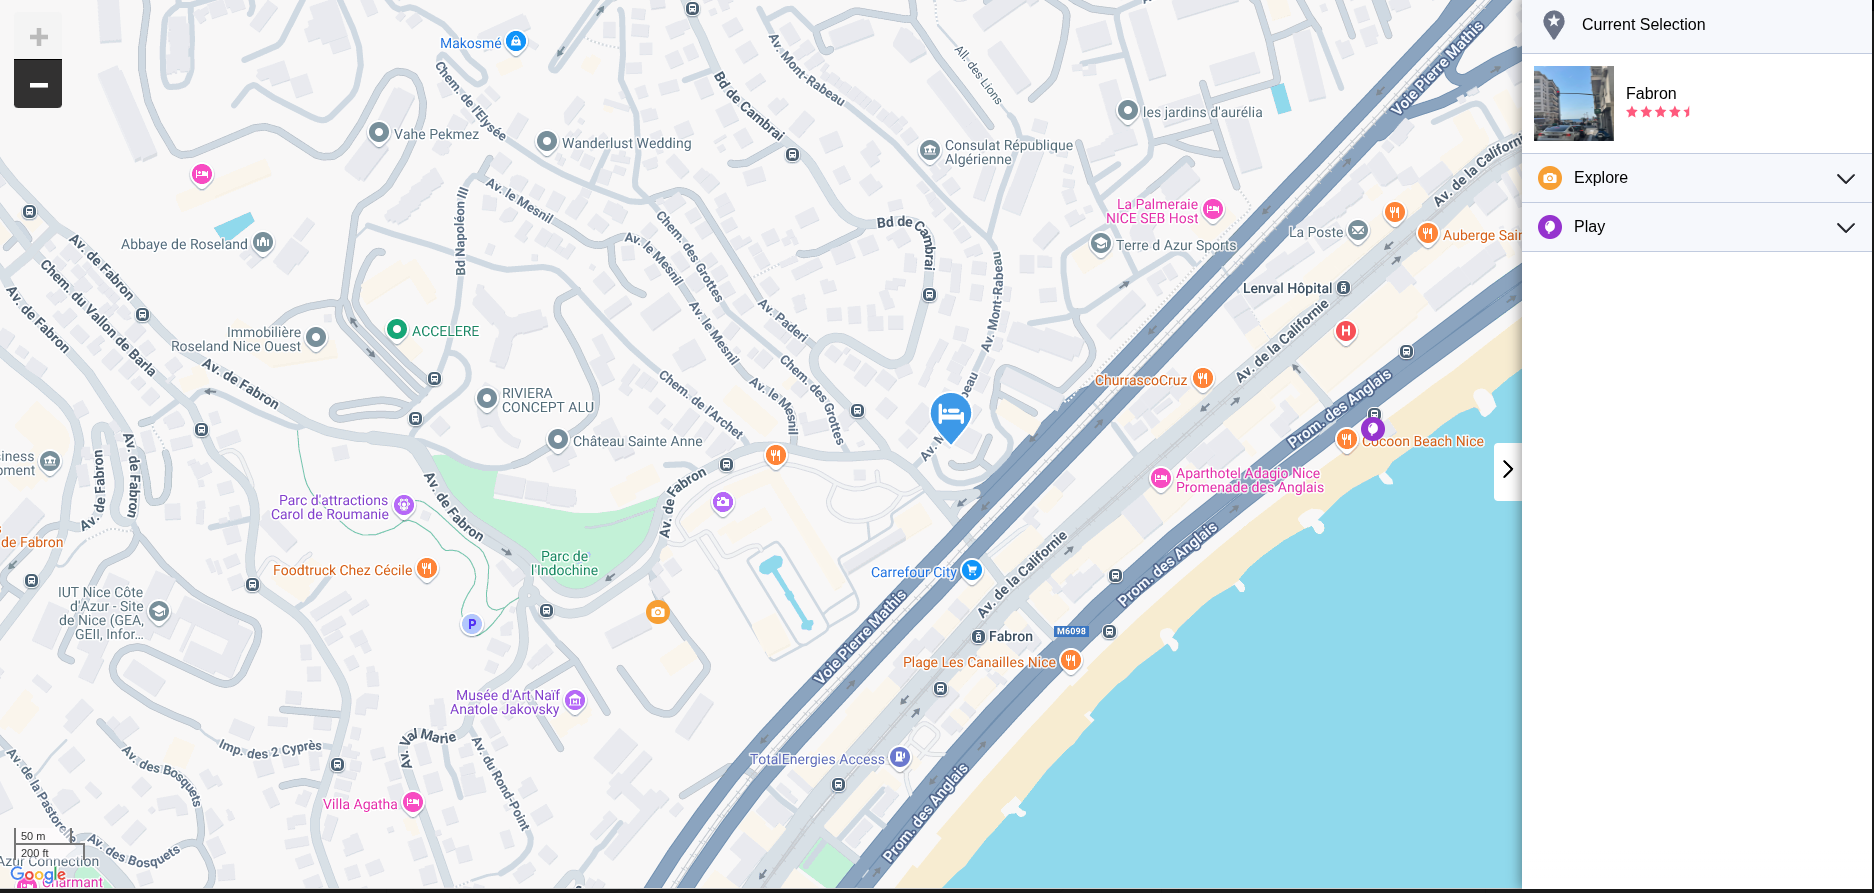 Makosmé
Chem. de l'Elysée
Bd de Cambrai
Av. Mont-Rabeau
All. des Lions
Voie Pierre Mathis
Vahe Pekmez
Wanderlust Wedding
Consulat République
Algérienne
les jardins d'aurélia
Av. de la Californie
Av. le Mesnil
Bd Napoléon III
La Palmeraie
NICE SEB Host
La Poste
Terre d Azur Sports
Abbaye de Roseland
Chem. des Grottes
Bd de Cambrai
Av. le Mesnil
Av. de Fabron
Chem. du Vallon de Barla
Av. de Fabron
Av. Mont-Rabeau
Lenval Hôpital
H
Av. de la Californie
Immobilière
Roseland Nice Ouest
ACCELERE
Av. Paderi
Av. le Mesnil
Chem. des Grottes
Av. de Fabron
RIVIERA
CONCEPT ALU
Chem. de l'Archet
Av. le Mesnil
ChurrascoCruz
Prom. des Anglais
Château Sainte Anne
Cocoon Beach Nice
Aparthotel Adagio Nice
Promenade des Anglais
Av. de Fabron
Av. de Fabron
Av. de Fabron
Av. de Fabron
Parc d'attractions
Carol de Roumanie
Parc de
l'Indochine
de Fabron
Foodtruck Chez Cécile
Carrefour City
Av. de la Californie
Prom. des Anglais
IUT Nice Côte
d'Azur - Site
de Nice (GEA,
GEII, Infor...
P
Voie Pierre Mathis
Fabron
M6098
Plage Les Canailles Nice
Musée d'Art Naïf
Anatole Jakovsky
Imp. des 2 Cyprès
Av. Val Marie
Av. du Rond-Point
Av. des Bosquets
TotalEnergies Access
Villa Agatha
Prom. des Anglais
Av. des Bosquets
50 m
200 ft
Google
Current Selection
Fabron
Explore
Play